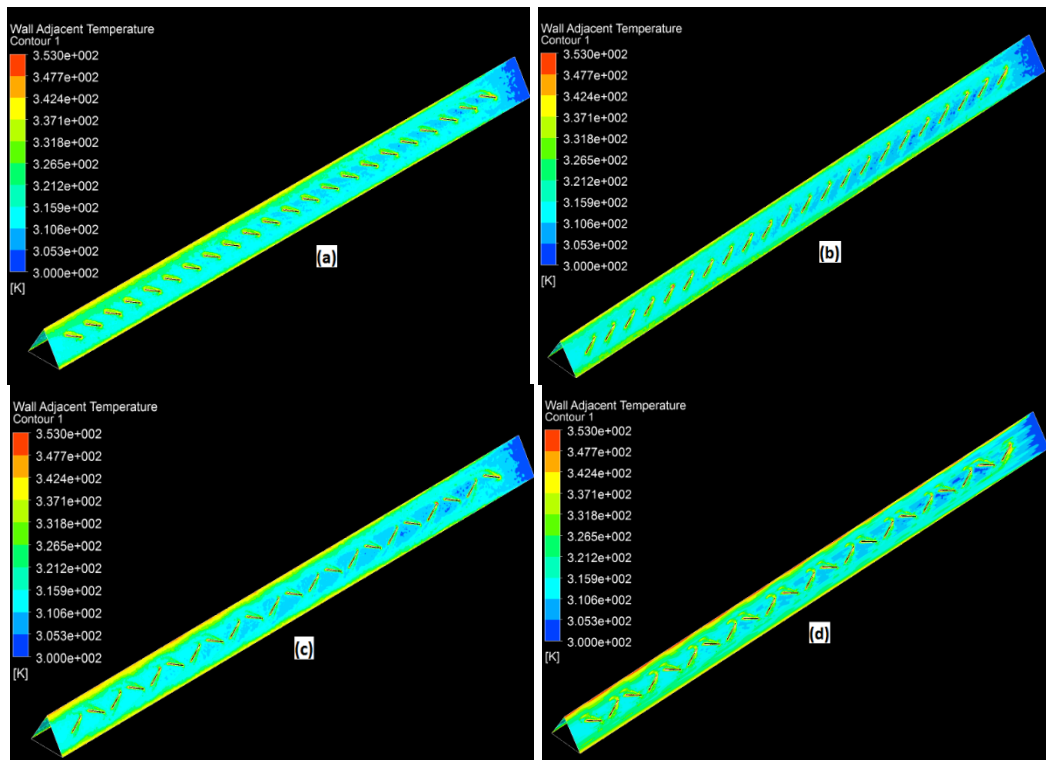 Wall Adjacent Temperature
Contour 1
3.530e+002
3.477e+002
3.424e+002
3.371e+002
3.318e+002
3.265e+002
3.212e+002
3.159e+002
3.106e+002
3.053e+002
3.000e+002
[K]
(a)
Wall Adjacent Temperature
Contour 1
3.530e+002
3.477e+002
3.424e+002
3.371e+002
3.318e+002
3.265e+002
3.212e+002
3.159e+002
3.106e+002
3.053e+002
3.000e+002
[K]
(b)
Wall Adjacent Temperature
Contour 1
3.530e+002
3.477e+002
3.424e+002
3.371e+002
3.318e+002
3.265e+002
3.212e+002
3.159e+002
3.106e+002
3.053e+002
3.000e+002
[K]
(c)
Wall Adjacent Temperature
Contour 1
3.530e+002
3.477e+002
3.424e+002
3.371e+002
3.318e+002
3.265e+002
3.212e+002
3.159e+002
3.106e+002
3.053e+002
3.000e+002
[K]
(d)